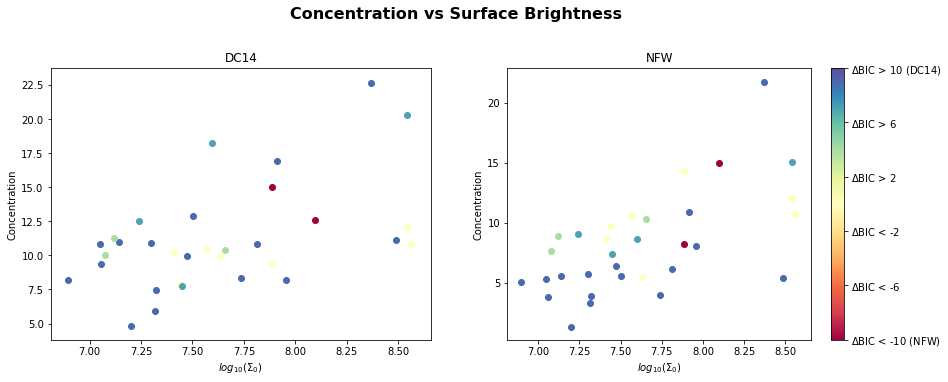 Concentration vs Surface Brightness
DC14
NFW
Concentration
22.5
20.0
17.5
15.0
12.5
10.0
7.5
5.0
7.00
7.25
7.50
7.75
8.00
8.25
8.50
log₁₀(Σ₀)
Concentration
20
15
10
5
7.00
7.25
7.50
7.75
8.00
8.25
8.50
log₁₀(Σ₀)
ΔBIC > 10 (DC14)
ΔBIC > 6
ΔBIC > 2
ΔBIC < -2
ΔBIC < -6
ΔBIC < -10 (NFW)